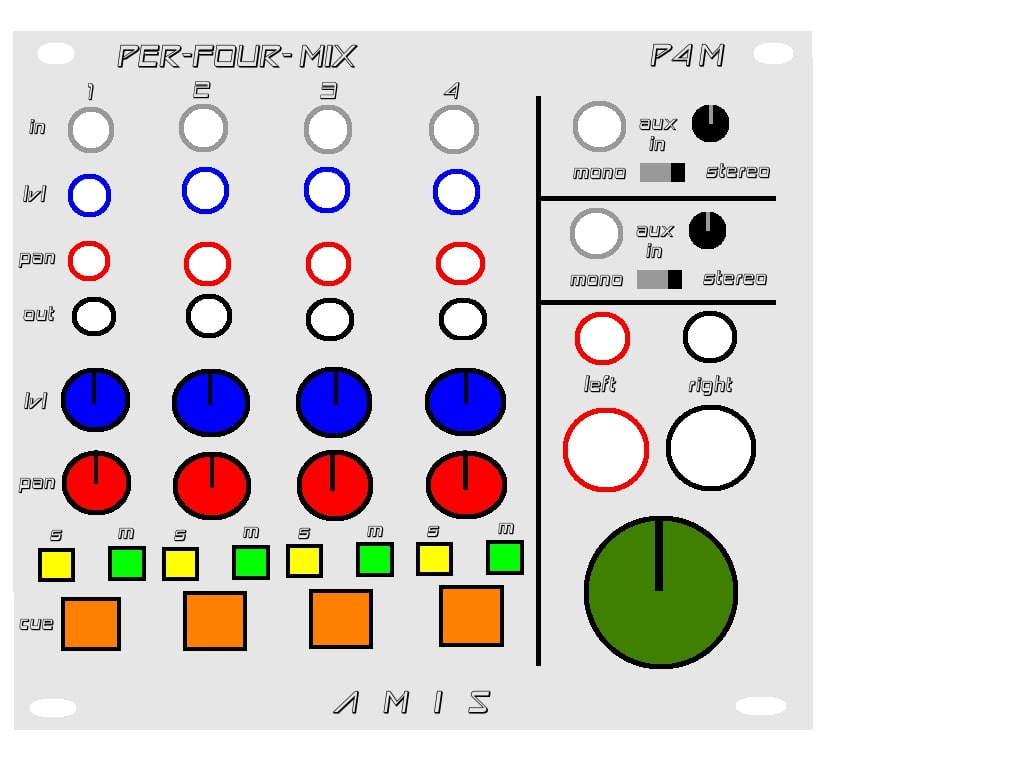 PER-FOUR-MIX P4M
1 2 3 4
in
aux in
mono stereo
lvl
aux in
mono stereo
pan
out
left right
lvl
pan
s m s m s m s m
cue
AMIS